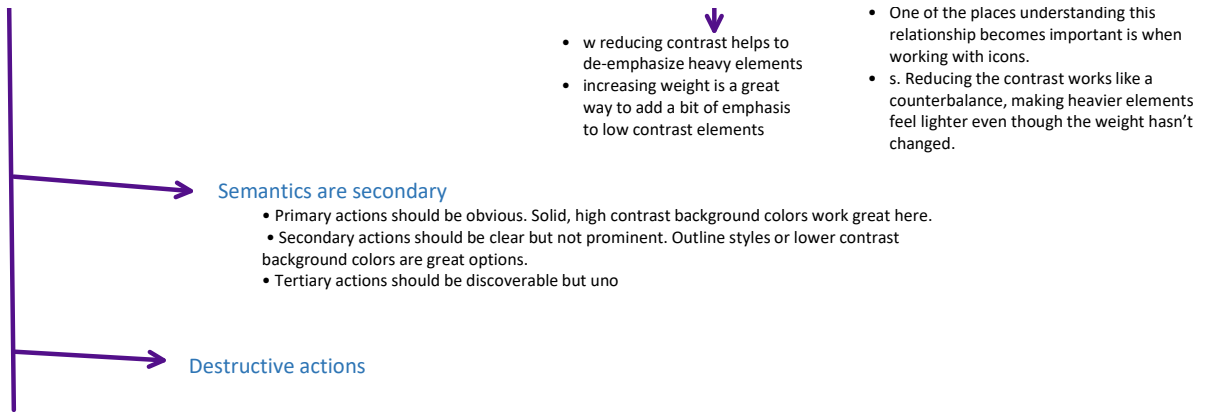 • w reducing contrast helps to
de-emphasize heavy elements
• increasing weight is a great
way to add a bit of emphasis
to low contrast elements
• One of the places understanding this
relationship becomes important is when
working with icons.
• s. Reducing the contrast works like a
counterbalance, making heavier elements
feel lighter even though the weight hasn’t
changed.
Semantics are secondary
• Primary actions should be obvious. Solid, high contrast background colors work great here.
• Secondary actions should be clear but not prominent. Outline styles or lower contrast
background colors are great options.
• Tertiary actions should be discoverable but uno
Destructive actions